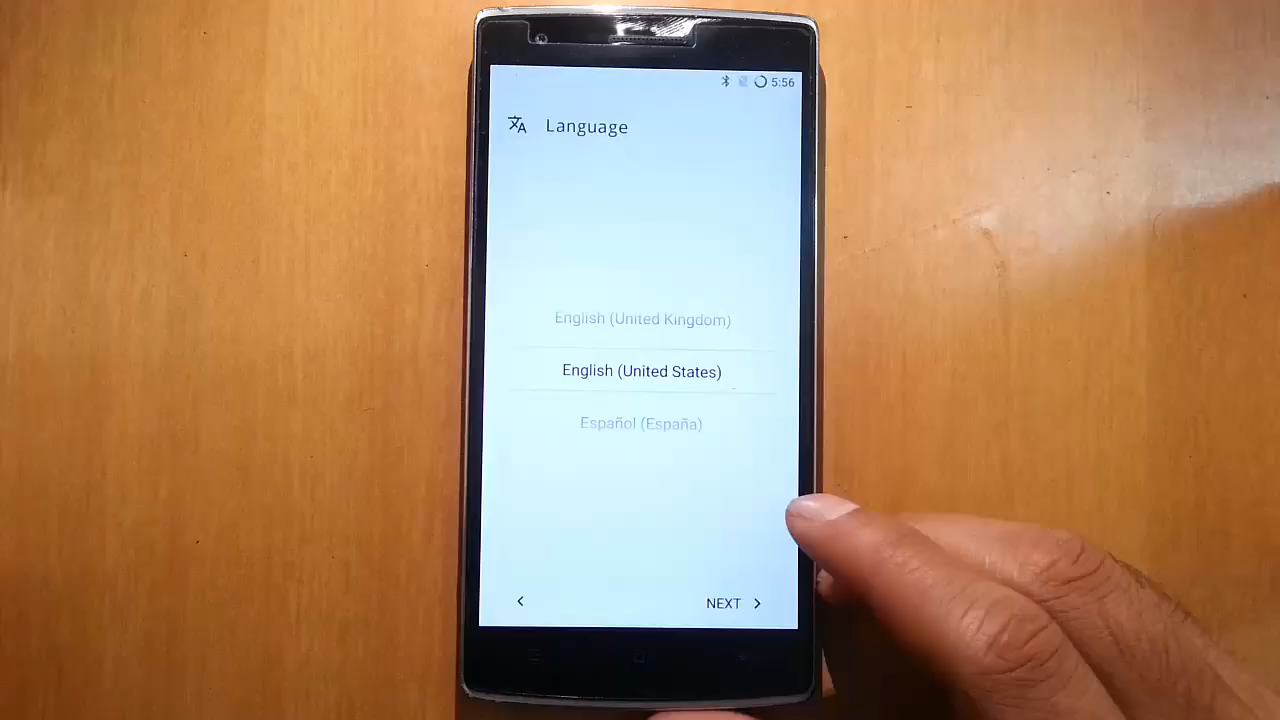 5:56
Language
English (United Kingdom)
English (United States)
Español (España)
NEXT